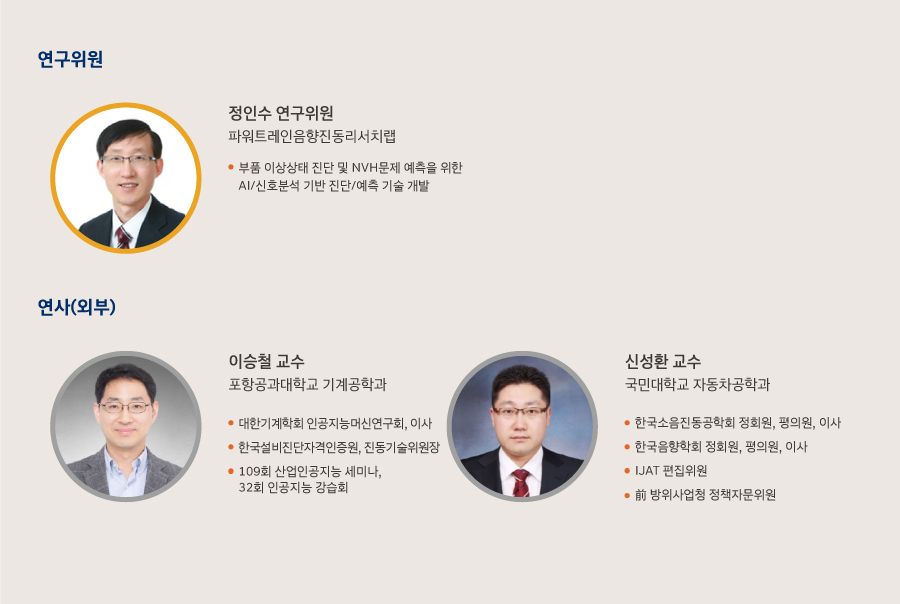 연구위원
정인수 연구위원
파워트레인음향진동리서치랩
• 부품 이상상태 진단 및 NVH문제 예측을 위한
AI/신호분석 기반 진단/예측 기술 개발
연사(외부)
이승철 교수
포항공과대학교 기계공학과
• 대한기계학회 인공지능머신연구회, 이사
• 한국설비진단자격인증원, 진동기술위원장
• 109회 산업인공지능 세미나,
32회 인공지능 강습회
신성환 교수
국민대학교 자동차공학과
• 한국소음진동공학회 정회원, 평의원, 이사
• 한국음향학회 정회원, 평의원, 이사
• IJAT 편집위원
• 前 방위사업청 정책자문위원